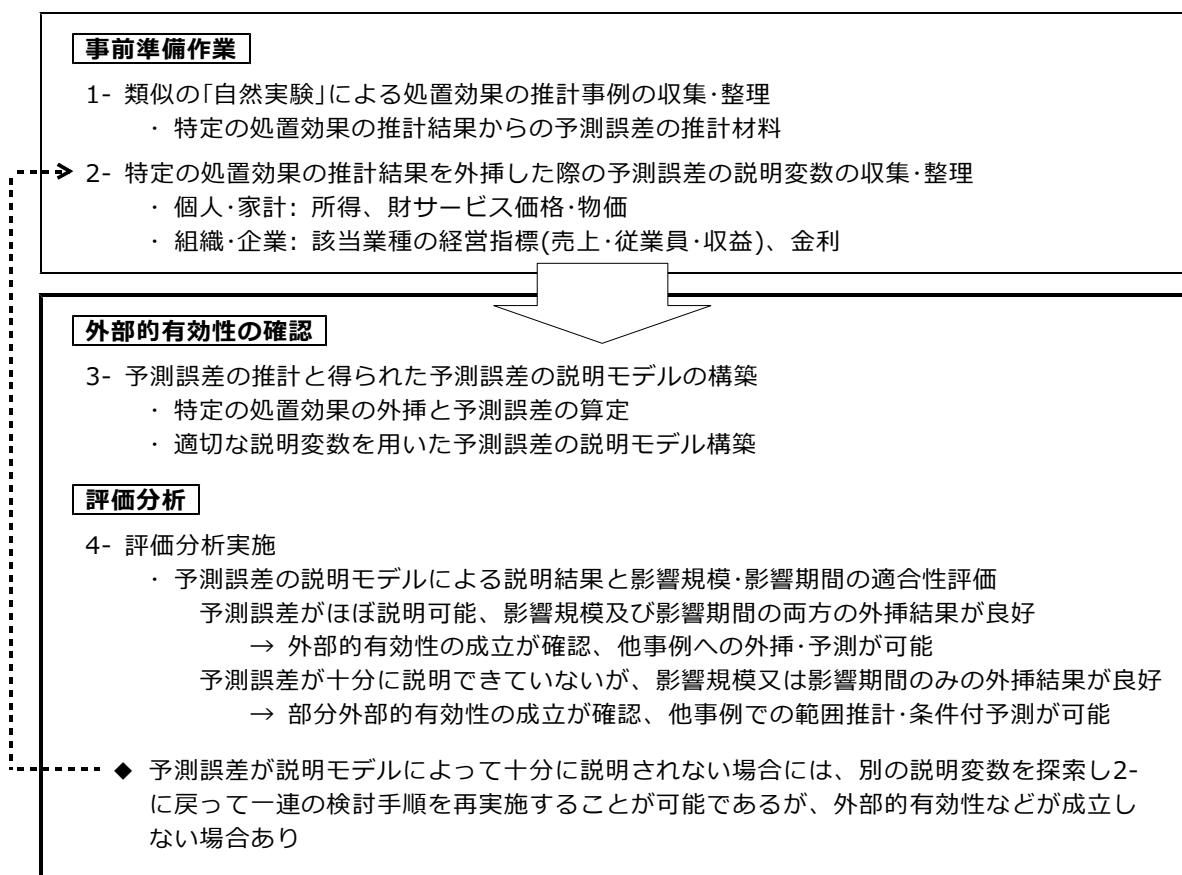 事前準備作業
1- 類似の｢自然実験｣による処置効果の推計事例の収集･整理
･ 特定の処置効果の推計結果からの予測誤差の推計材料
2- 特定の処置効果の推計結果を外挿した際の予測誤差の説明変数の収集･整理
･ 個人･家計: 所得、財サービス価格･物価
･ 組織･企業: 該当業種の経営指標(売上･従業員･収益)、金利
外部的有効性の確認
3- 予測誤差の推計と得られた予測誤差の説明モデルの構築
･ 特定の処置効果の外挿と予測誤差の算定
･ 適切な説明変数を用いた予測誤差の説明モデル構築
評価分析
4- 評価分析実施
･ 予測誤差の説明モデルによる説明結果と影響規模･影響期間の適合性評価
予測誤差がほぼ説明可能、影響規模及び影響期間の両方の外挿結果が良好
→ 外部的有効性の成立が確認、他事例への外挿･予測が可能
予測誤差が十分に説明できていないが、影響規模又は影響期間のみの外挿結果が良好
→ 部分外部的有効性の成立が確認、他事例での範囲推計･条件付予測が可能
◆ 予測誤差が説明モデルによって十分に説明されない場合には、別の説明変数を探索し2-
に戻って一連の検討手順を再実施することが可能であるが、外部的有効性などが成立し
ない場合あり